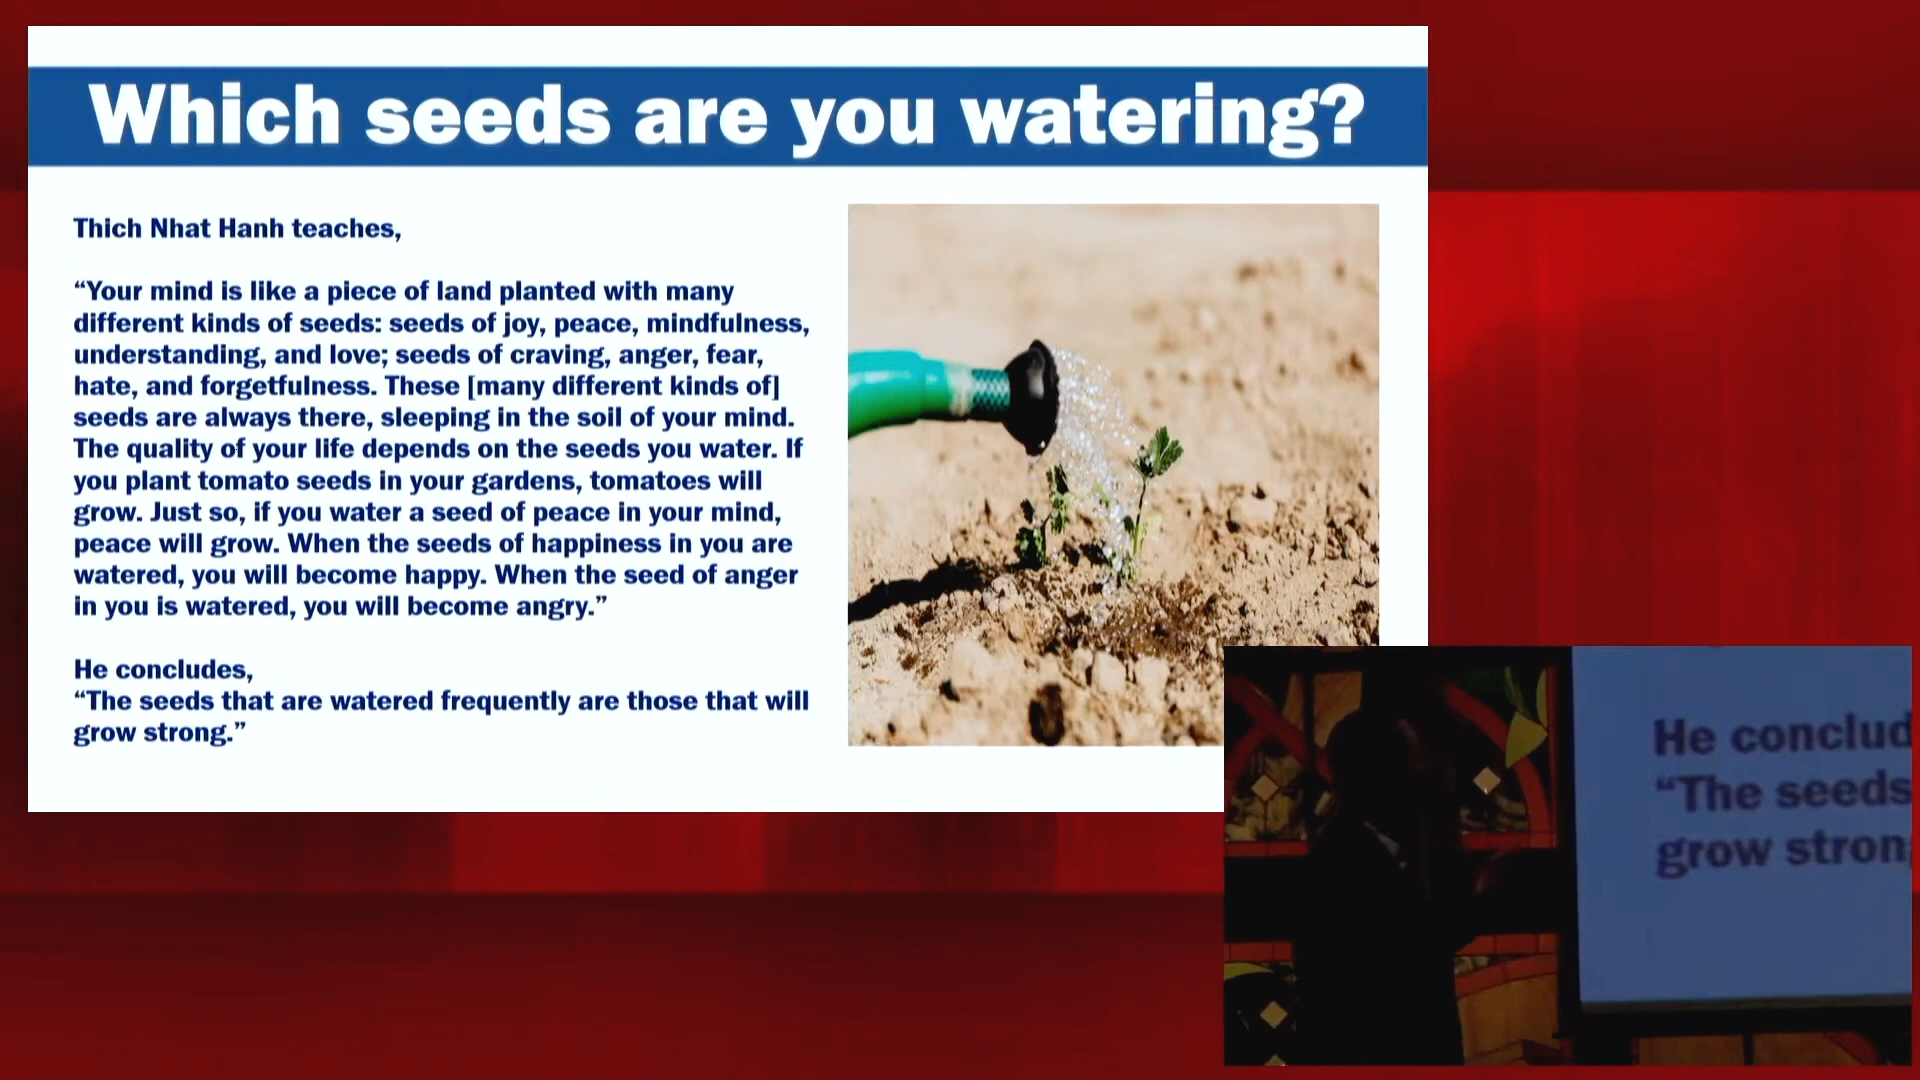 Which seeds are you watering?
Thich Nhat Hanh teaches,
“Your mind is like a piece of land planted with many
different kinds of seeds: seeds of joy, peace, mindfulness,
understanding, and love; seeds of craving, anger, fear,
hate, and forgetfulness. These [many different kinds of]
seeds are always there, sleeping in the soil of your mind.
The quality of your life depends on the seeds you water. If
you plant tomato seeds in your gardens, tomatoes will
grow. Just so, if you water a seed of peace in your mind,
peace will grow. When the seeds of happiness in you are
watered, you will become happy. When the seed of anger
in you is watered, you will become angry.”
He concludes,
“The seeds that are watered frequently are those that will
grow strong.”
He conclud
“The seeds
grow stron